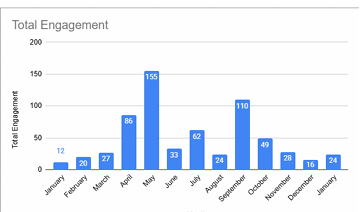 Total Engagement
200
150
100
50
0
Total Engagement
12
20
27
86
155
33
62
24
110
49
28
16
24
January
February
March
April
May
June
July
August
September
October
November
December
January